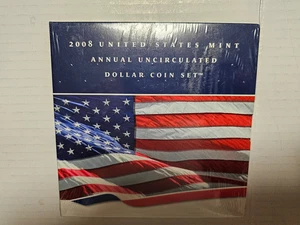 2008 UNITED STATES MINT
ANNUAL UNCIRCULATED
DOLLAR COIN SET™